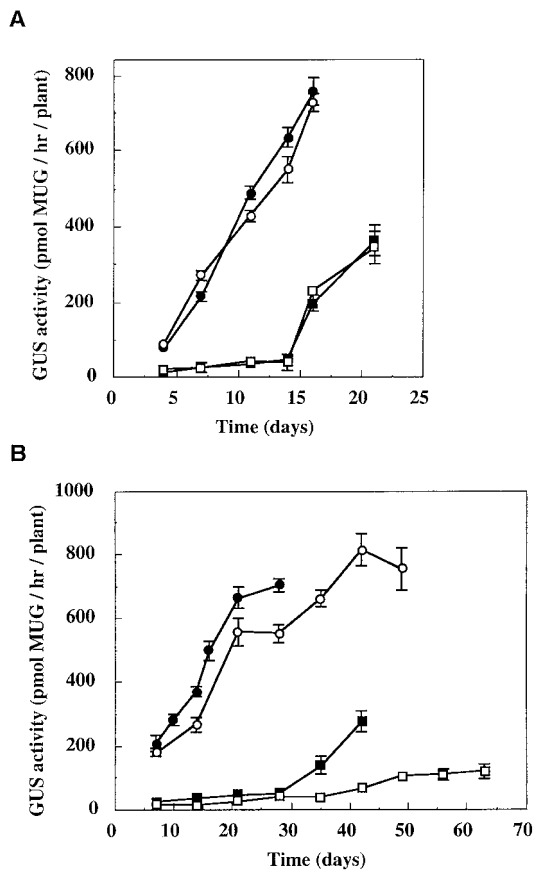 A
GUS activity (pmol MUG / hr / plant)
800
600
400
200
0
0 5 10 15 20 25
Time (days)
B
GUS activity (pmol MUG / hr / plant)
1000
800
600
400
200
0
0 10 20 30 40 50 60 70
Time (days)